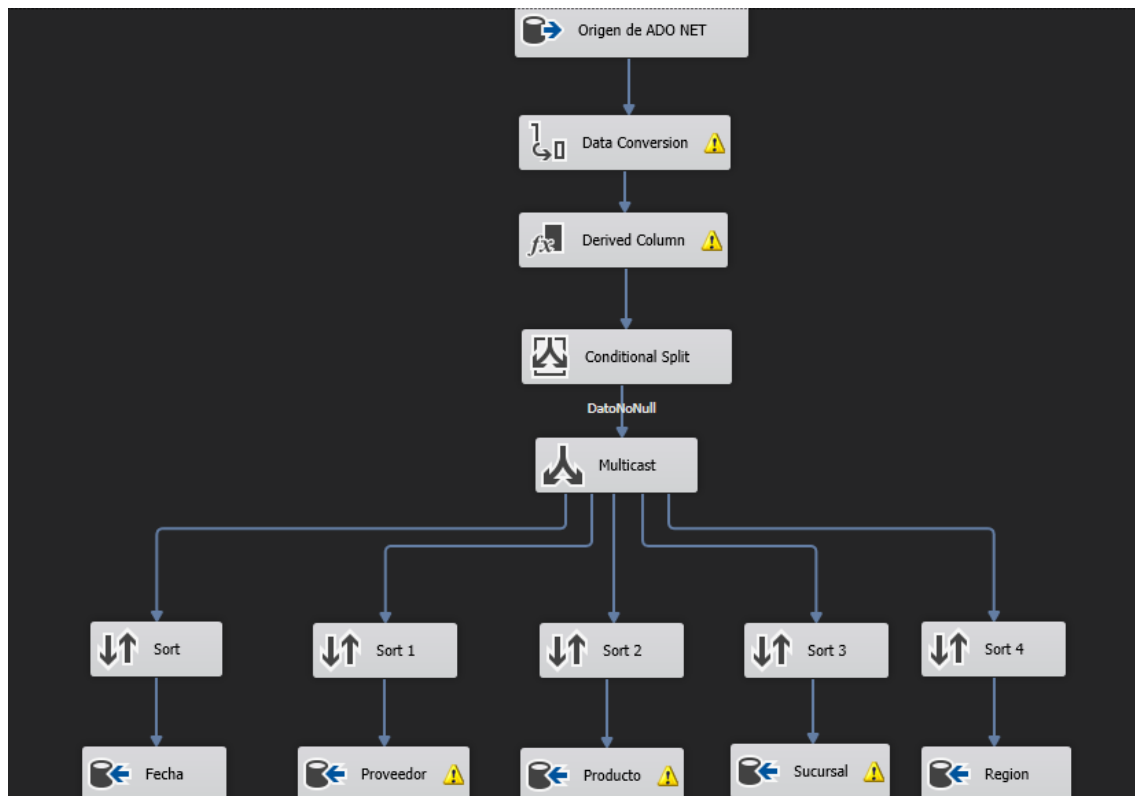 Origen de ADO NET
Data Conversion
Derived Column
Conditional Split
DatoNoNull
Multicast
Sort
Sort 1
Sort 2
Sort 3
Sort 4
Fecha
Proveedor
Producto
Sucursal
Region